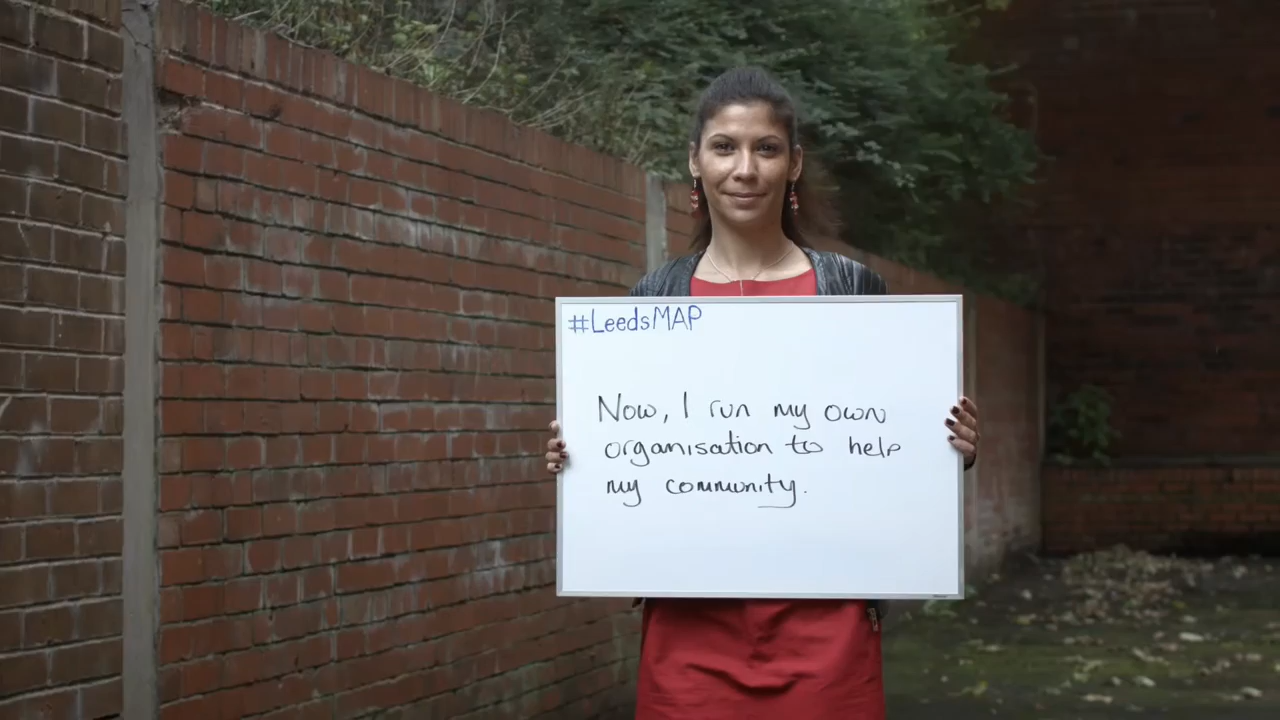 #LeedsMAP
Now, I run my own
organisation to help
my community.